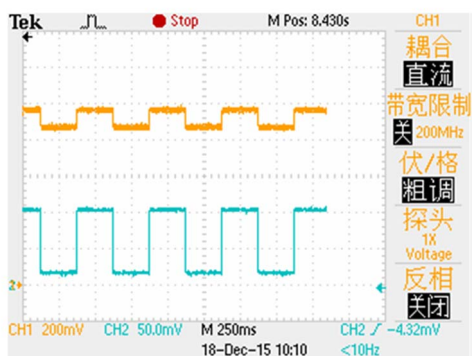 Tek Stop M Pos: 8.430s CH1
耦合
直流
带宽限制
关 200MHz
伏/格
粗调
探头
1X
Voltage
反相
关闭
2
CH1 200mV CH2 50.0mV M 250ms CH2 -4.32mV
18-Dec-15 10:10 <10Hz